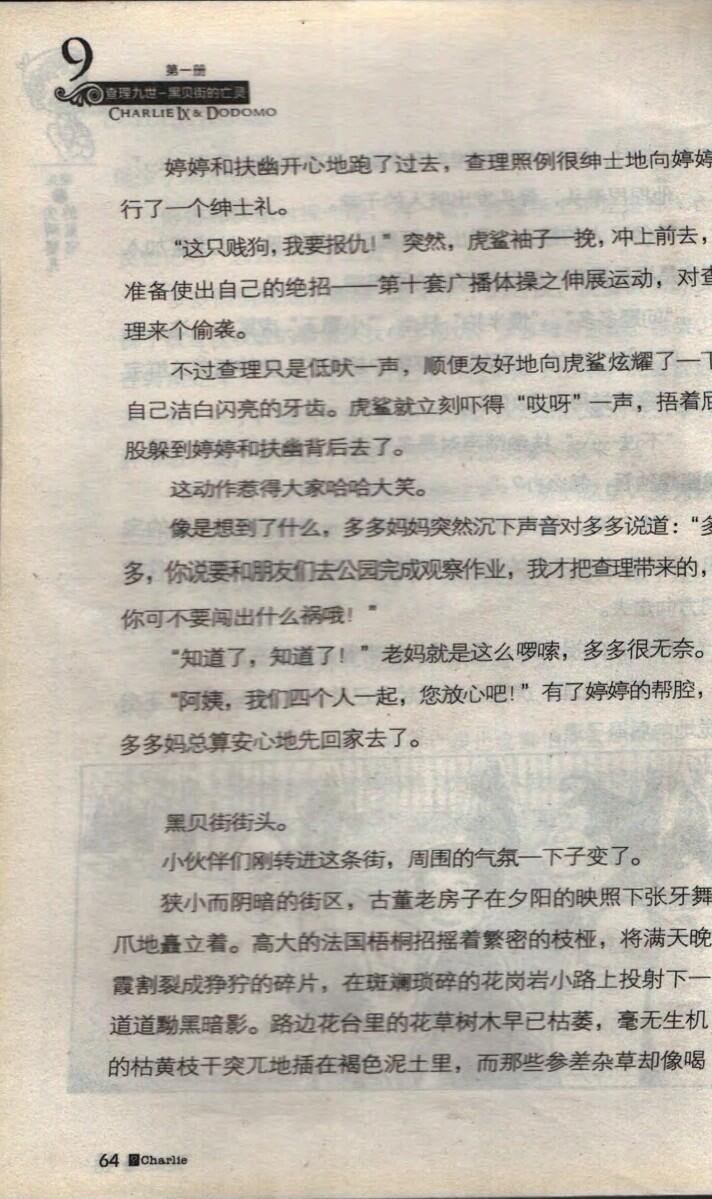 9
第一册
查理九世-黑贝街的亡灵
CHARLIE IX & DODOMO
婷婷和扶幽开心地跑了过去，查理照例很绅士地向婷婷
行了一个绅士礼。
“这只贱狗，我要报仇！”突然，虎鲨袖子一挽，冲上前去，
准备使出自己的绝招——第十套广播体操之伸展运动，对查
理来个偷袭。
不过查理只是低吠一声，顺便友好地向虎鲨炫耀了一下
自己洁白闪亮的牙齿。虎鲨就立刻吓得“哎呀”一声，捂着屁
股躲到婷婷和扶幽背后去了。
这动作惹得大家哈哈大笑。
像是想到了什么，多多妈妈突然沉下声音对多多说道：“多
多，你说要和朋友们去公园完成观察作业，我才把查理带来的，
你可不要闯出什么祸哦！”
“知道了，知道了！”老妈就是这么啰嗦，多多很无奈。
“阿姨，我们四个人一起，您放心吧！”有了婷婷的帮腔，
多多妈总算安心地先回家去了。
黑贝街街头。
小伙伴们刚转进这条街，周围的气氛一下子变了。
狭小而阴暗的街区，古董老房子在夕阳的映照下张牙舞
爪地矗立着。高大的法国梧桐招摇着繁密的枝桠，将满天晚
霞割裂成狰狞的碎片，在斑斓琐碎的花岗岩小路上投射下一
道道黝黑暗影。路边花台里的花草树木早已枯萎，毫无生机
的枯黄枝干突兀地插在褐色泥土里，而那些参差杂草却像喝
64 Charlie